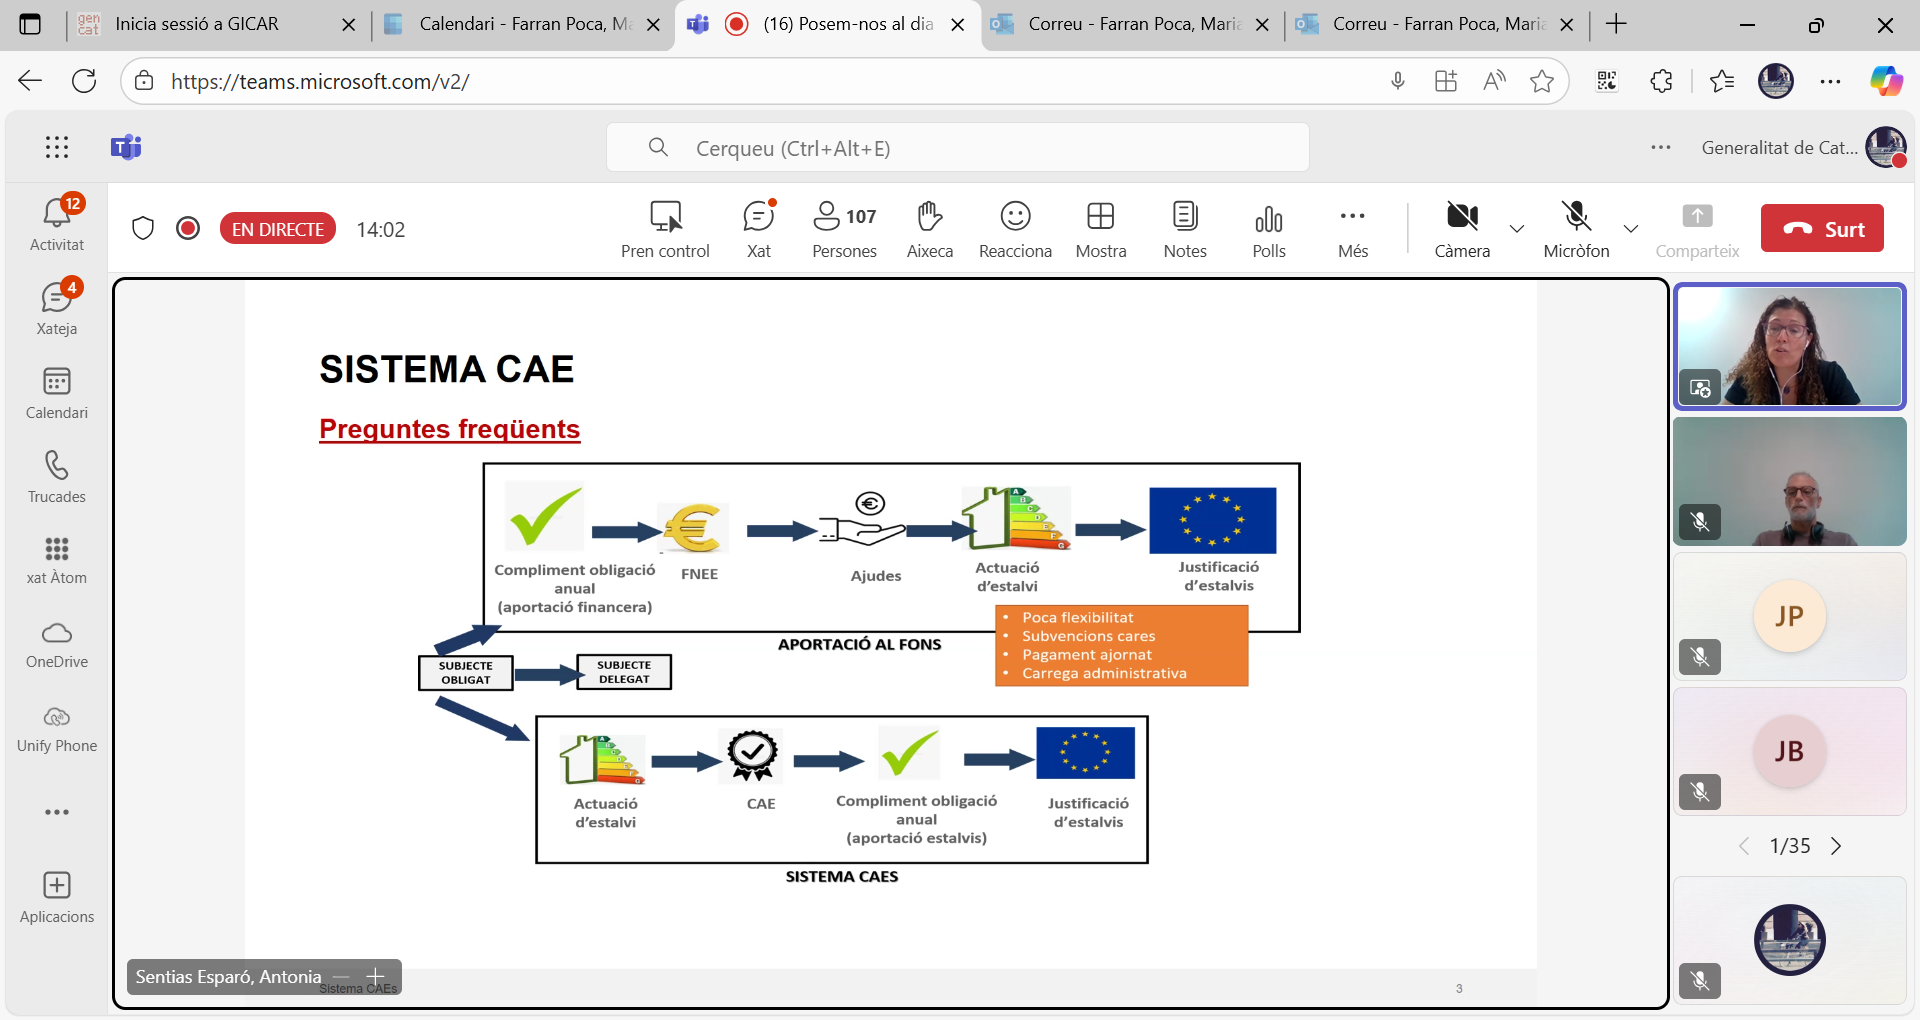 gen
cat
Inicia sessió a GICAR
Calendari - Farran Poca, Ma
(16) Posem-nos al dia
Correu - Farran Poca, Maria
Correu - Farran Poca, Maria
https://teams.microsoft.com/v2/
Cerqueu (Ctrl+Alt+E)
Generalitat de Cat...
12
Activitat
4
Xateja
Calendari
Trucades
xat Àtom
OneDrive
Unify Phone
Aplicacions
EN DIRECTE
14:02
Pren control
Xat
107
Persones
Aixeca
Reacciona
Mostra
Notes
Polls
Més
Càmera
Micròfon
Comparteix
Surt
SISTEMA CAE
Preguntes freqüents
Compliment obligació
anual
(aportació financera)
FNEE
Ajudes
Actuació
d'estalvi
Justificació
d'estalvis
APORTACIÓ AL FONS
• Poca flexibilitat
• Subvencions cares
• Pagament ajornat
• Carrega administrativa
SUBJECTE
OBLIGAT
SUBJECTE
DELEGAT
Actuació
d'estalvi
CAE
Compliment obligació
anual
(aportació estalvis)
Justificació
d'estalvis
SISTEMA CAES
Sentias Esparó, Antonia
Sistema CAEs
3
JP
JB
1/35